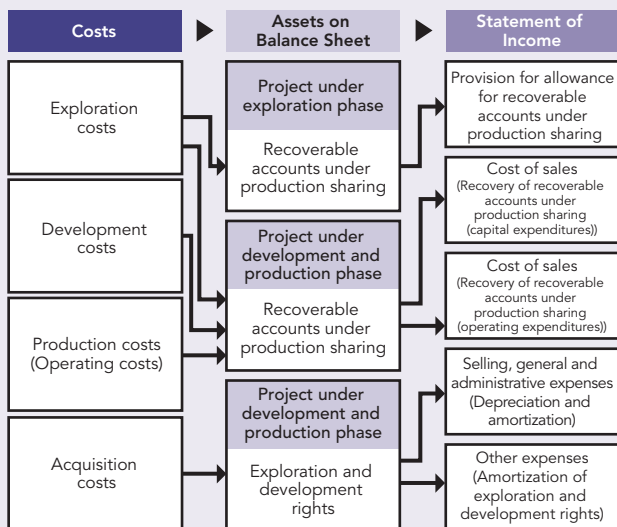 Costs
Assets on
Balance Sheet
Statement of
Income
Exploration
costs
Development
costs
Production costs
(Operating costs)
Acquisition
costs
Project under
exploration phase
Recoverable
accounts under
production sharing
Project under
development and
production phase
Recoverable
accounts under
production sharing
Project under
development and
production phase
Exploration and
development
rights
Provision for allowance
for recoverable
accounts under
production sharing
Cost of sales
(Recovery of recoverable
accounts under
production sharing
(capital expenditures))
Cost of sales
(Recovery of recoverable
accounts under
production sharing
(operating expenditures))
Selling, general and
administrative expenses
(Depreciation and
amortization)
Other expenses
(Amortization of
exploration and
development rights)